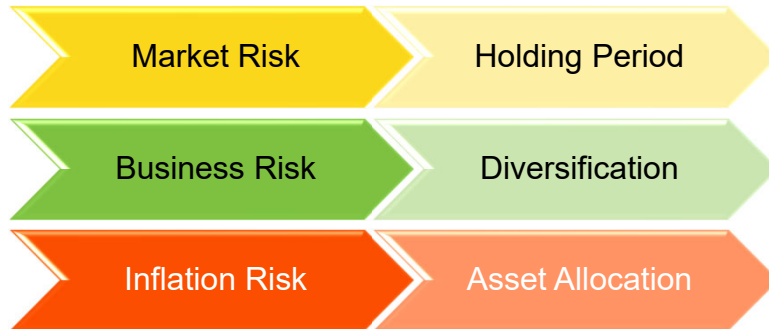 Market Risk
Holding Period
Business Risk
Diversification
Inflation Risk
Asset Allocation